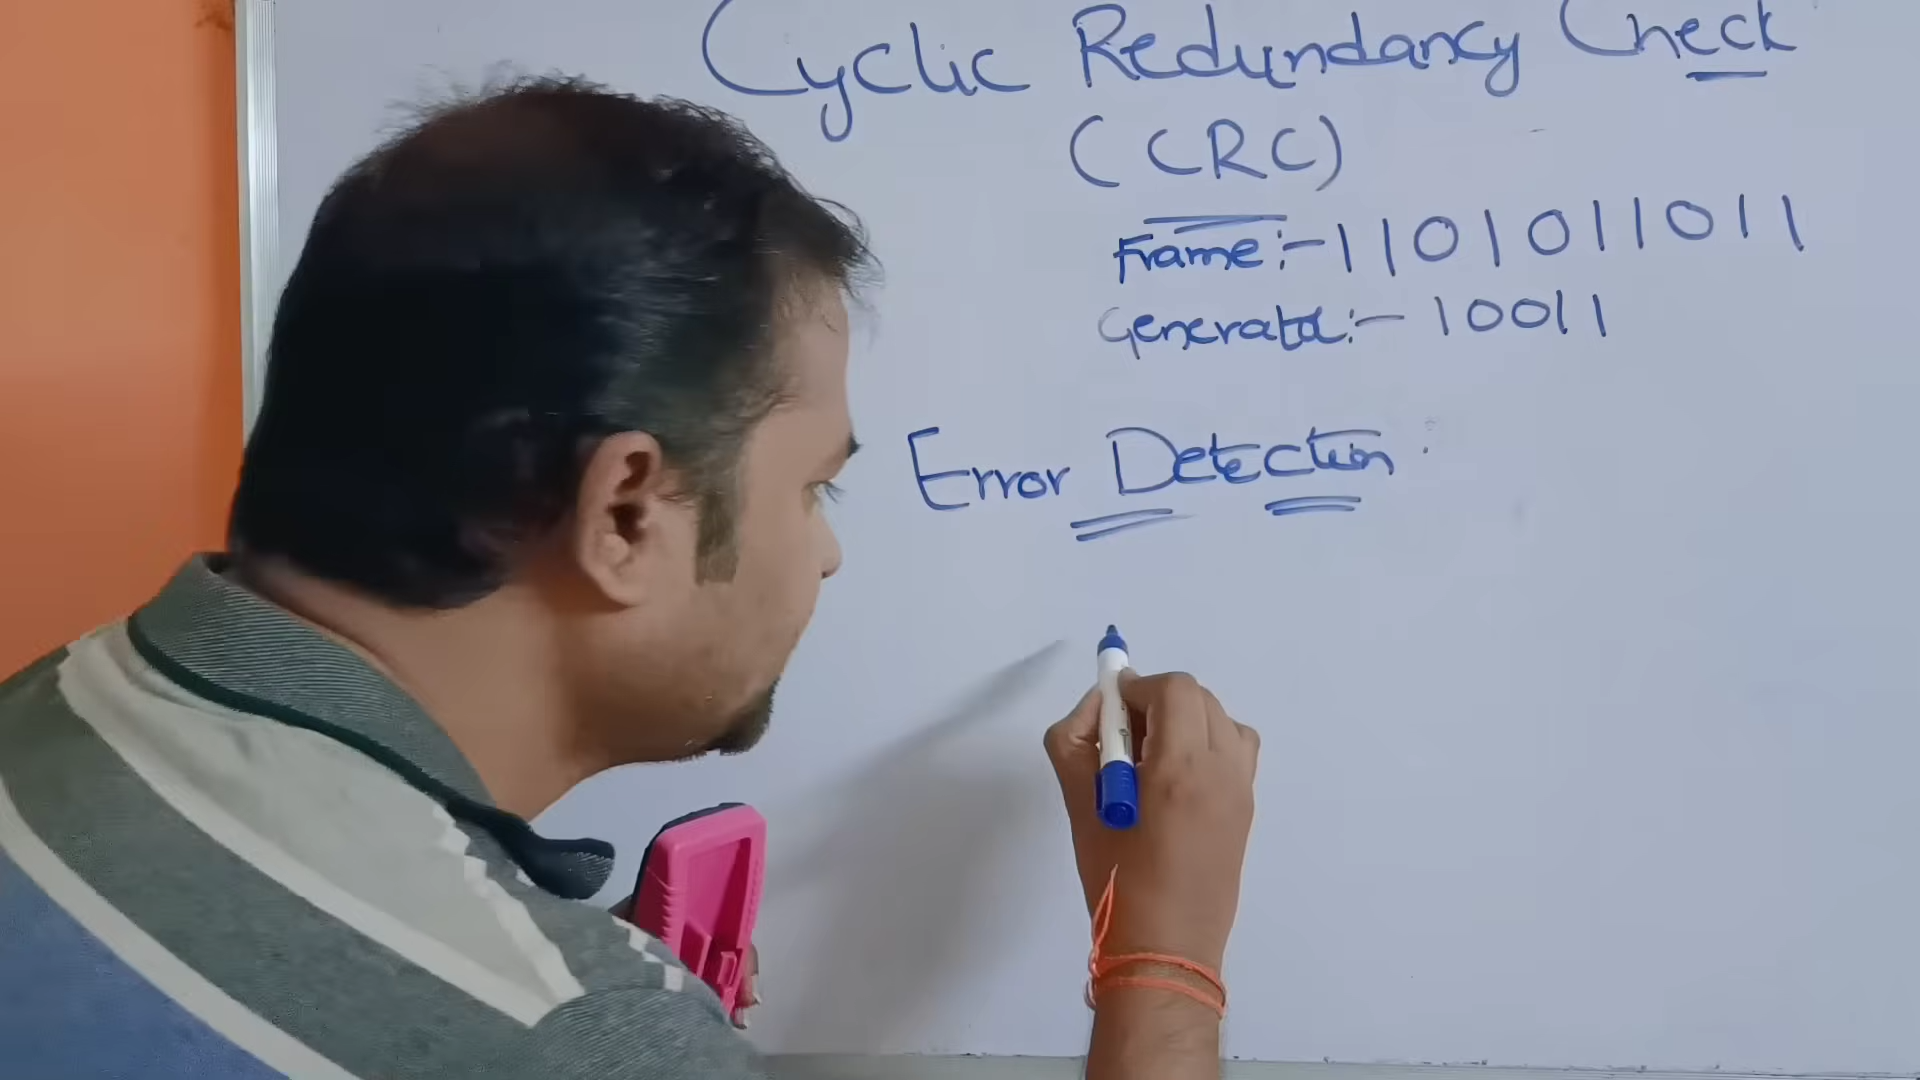 Cyclic Redundancy Check
(CRC)
Frame:- 1101011011
Generator:- 10011
Error Detection